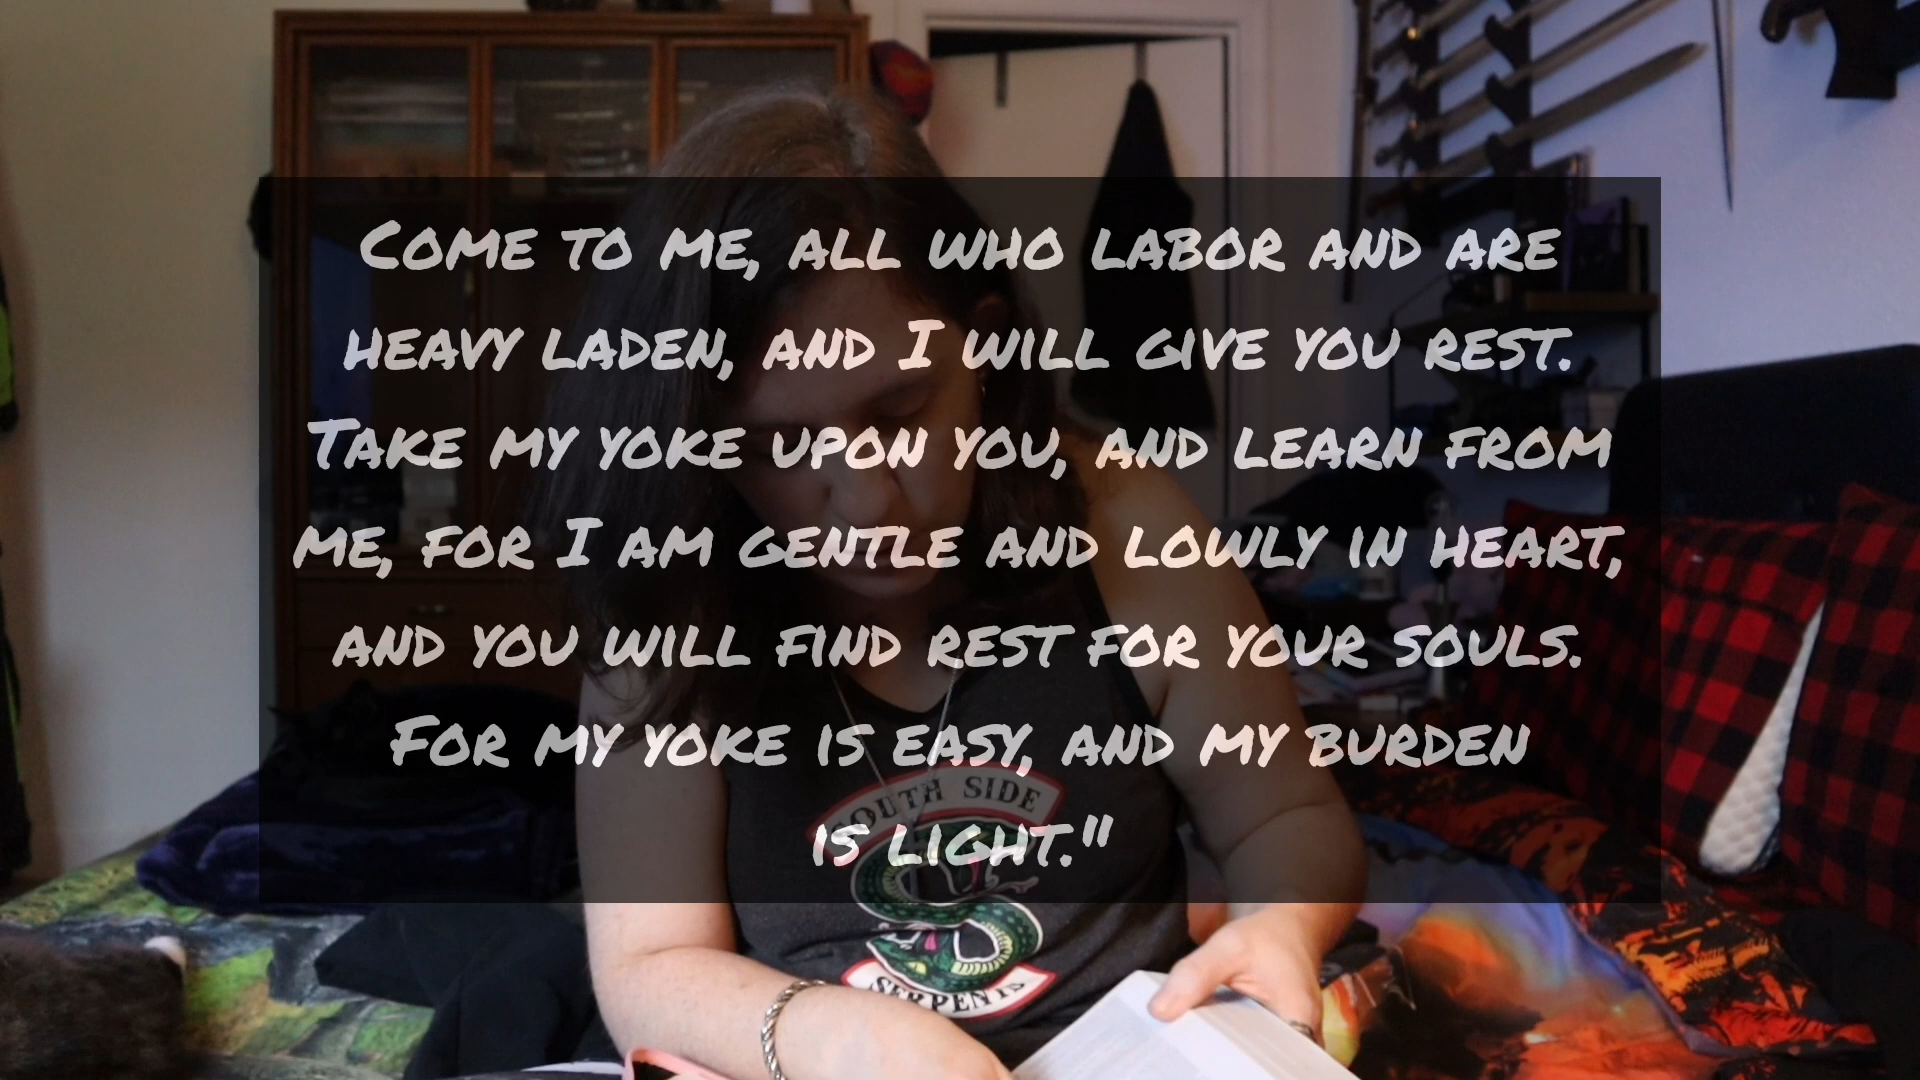 Come to me, all who labor and are
heavy laden, and I will give you rest.
Take my yoke upon you, and learn from
me, for I am gentle and lowly in heart,
and you will find rest for your souls.
For my yoke is easy, and my burden
is light."
SOUTH SIDE
SERPENTS